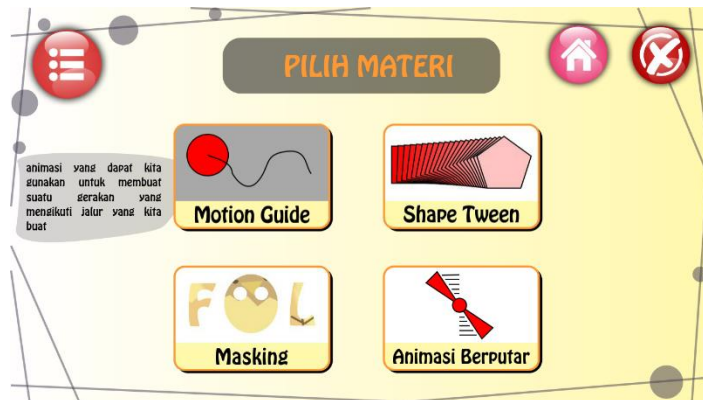 PILIH MATERI
animasi yang dapat kita
gunakan untuk membuat
suatu gerakan yang
mengikuti jalur yang kita
buat
Motion Guide
Shape Tween
FOL
Masking
Animasi Berputar